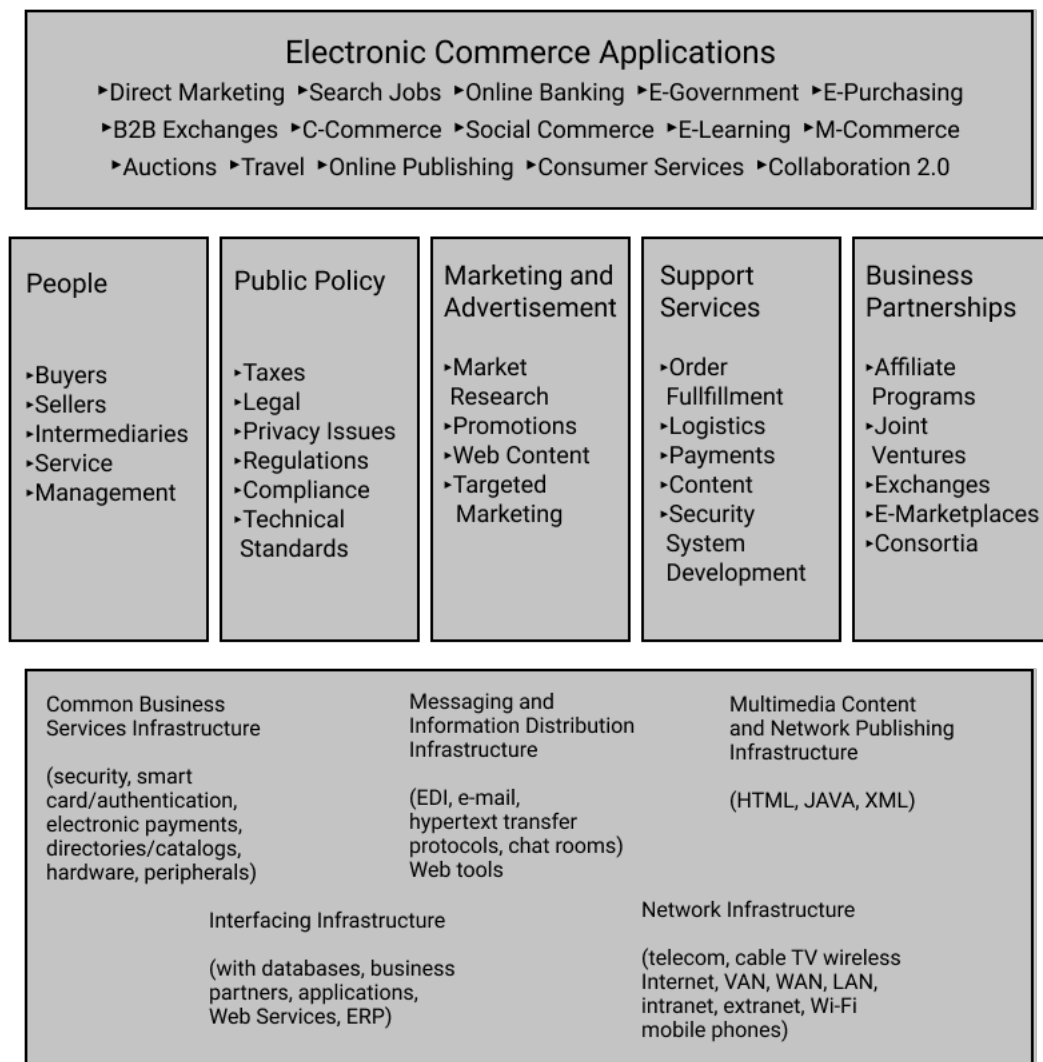 Electronic Commerce Applications
‣Direct Marketing ‣Search Jobs ‣Online Banking ‣E-Government ‣E-Purchasing
‣B2B Exchanges ‣C-Commerce ‣Social Commerce ‣E-Learning ‣M-Commerce
‣Auctions ‣Travel ‣Online Publishing ‣Consumer Services ‣Collaboration 2.0
People
‣Buyers
‣Sellers
‣Intermediaries
‣Service
‣Management
Public Policy
‣Taxes
‣Legal
‣Privacy Issues
‣Regulations
‣Compliance
‣Technical
Standards
Marketing and
Advertisement
‣Market
Research
‣Promotions
‣Web Content
‣Targeted
Marketing
Support
Services
‣Order
Fullfillment
‣Logistics
‣Payments
‣Content
‣Security
System
Development
Business
Partnerships
‣Affiliate
Programs
‣Joint
Ventures
‣Exchanges
‣E-Marketplaces
‣Consortia
Common Business
Services Infrastructure
(security, smart
card/authentication,
electronic payments,
directories/catalogs,
hardware, peripherals)
Messaging and
Information Distribution
Infrastructure
(EDI, e-mail,
hypertext transfer
protocols, chat rooms)
Web tools
Multimedia Content
and Network Publishing
Infrastructure
(HTML, JAVA, XML)
Interfacing Infrastructure
(with databases, business
partners, applications,
Web Services, ERP)
Network Infrastructure
(telecom, cable TV wireless
Internet, VAN, WAN, LAN,
intranet, extranet, Wi-Fi
mobile phones)